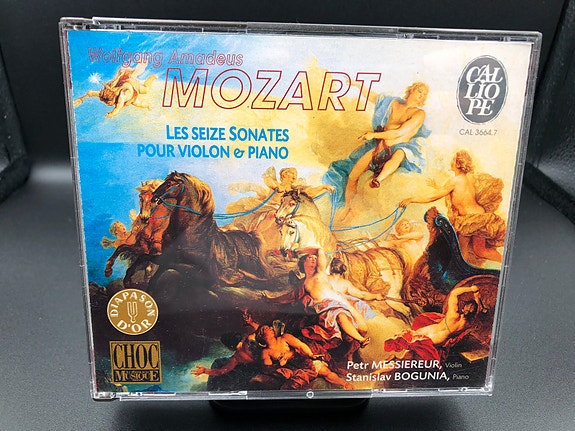 Wolfgang Amadeus
MOZART
LES SEIZE SONATES
POUR VIOLON & PIANO
CAL
LIO
PE
CAL 3664.7
DIAPASON
D'OR
CHOC
MUSIQUE
Petr MESSIEREUR, Violin
Stanislav BOGUNIA, Piano